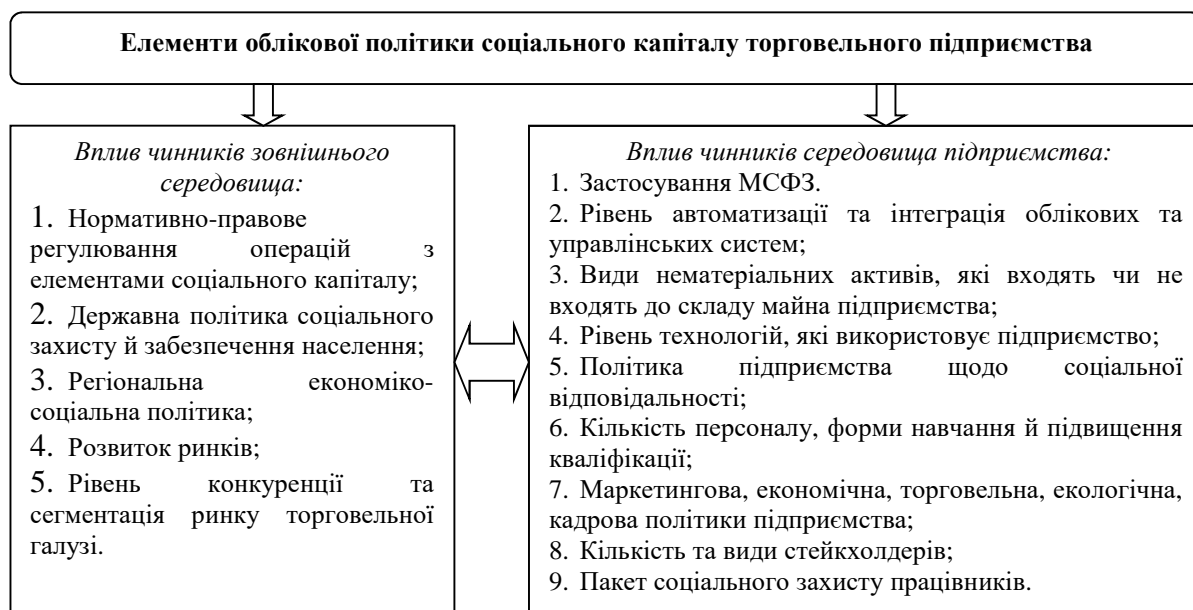 Елементи облікової політики соціального капіталу торговельного підприємства
Вплив чинників зовнішнього
середовища:
1. Нормативно-правове
регулювання операцій з
елементами соціального капіталу;
2. Державна політика соціального
захисту й забезпечення населення;
3. Регіональна економіко-
соціальна політика;
4. Розвиток ринків;
5. Рівень конкуренції та
сегментація ринку торговельної
галузі.
Вплив чинників середовища підприємства:
1. Застосування МСФЗ.
2. Рівень автоматизації та інтеграція облікових та
управлінських систем;
3. Види нематеріальних активів, які входять чи не
входять до складу майна підприємства;
4. Рівень технологій, які використовує підприємство;
5. Політика підприємства щодо соціальної
відповідальності;
6. Кількість персоналу, форми навчання й підвищення
кваліфікації;
7. Маркетингова, економічна, торговельна, екологічна,
кадрова політики підприємства;
8. Кількість та види стейкхолдерів;
9. Пакет соціального захисту працівників.